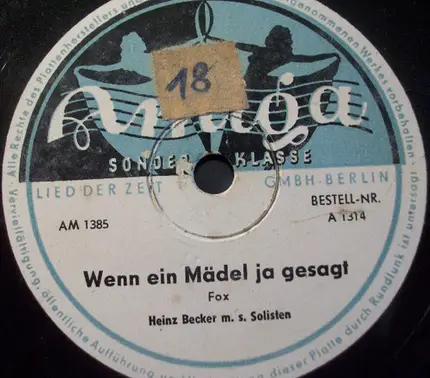 18
Amiga
SONDER KLASSE
LIED DER ZEIT GMBH·BERLIN
AM 1385
BESTELL-NR.
A 1314
Wenn ein Mädel ja gesagt
Fox
Heinz Becker m. s. Solisten
Alle Rechte des Plattenherstellers und
genommenen Werkes vorbehalten·
Vervielfältigung, öffentliche Aufführung
dieser Platte durch Rundfunk ist untersagt